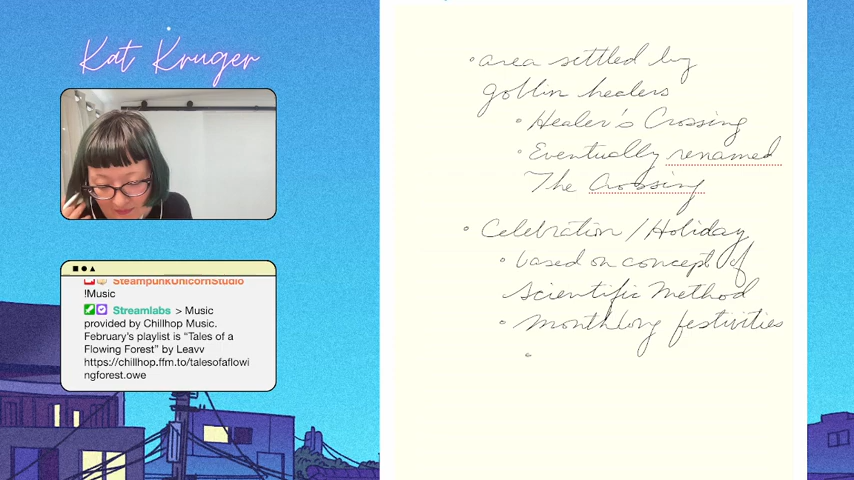 Kat Kruger
SteampunkUnicornStudio
!Music
Streamlabs > Music
provided by Chillhop Music.
February's playlist is "Tales of a
Flowing Forest" by Leavv
https://chillhop.ffm.to/talesofaflowi
ngforest.owe
• area settled by
goblin healers
• Healer's Crossing
• Eventually renamed
The Crossing
• Celebration / Holiday
• based on concept of
scientific method
• monthlong festivities
•